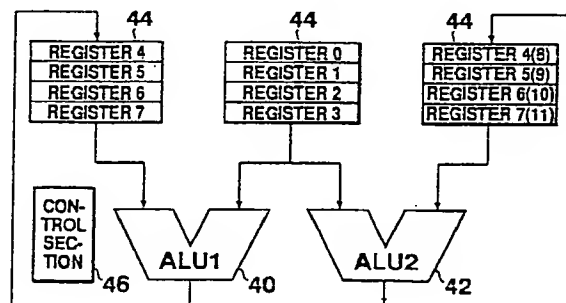 44
44
44
REGISTER 4
REGISTER 5
REGISTER 6
REGISTER 7
REGISTER 0
REGISTER 1
REGISTER 2
REGISTER 3
REGISTER 4(8)
REGISTER 5(9)
REGISTER 6(10)
REGISTER 7(11)
CON-
TROL
SEC-
TION
46
ALU1
40
ALU2
42